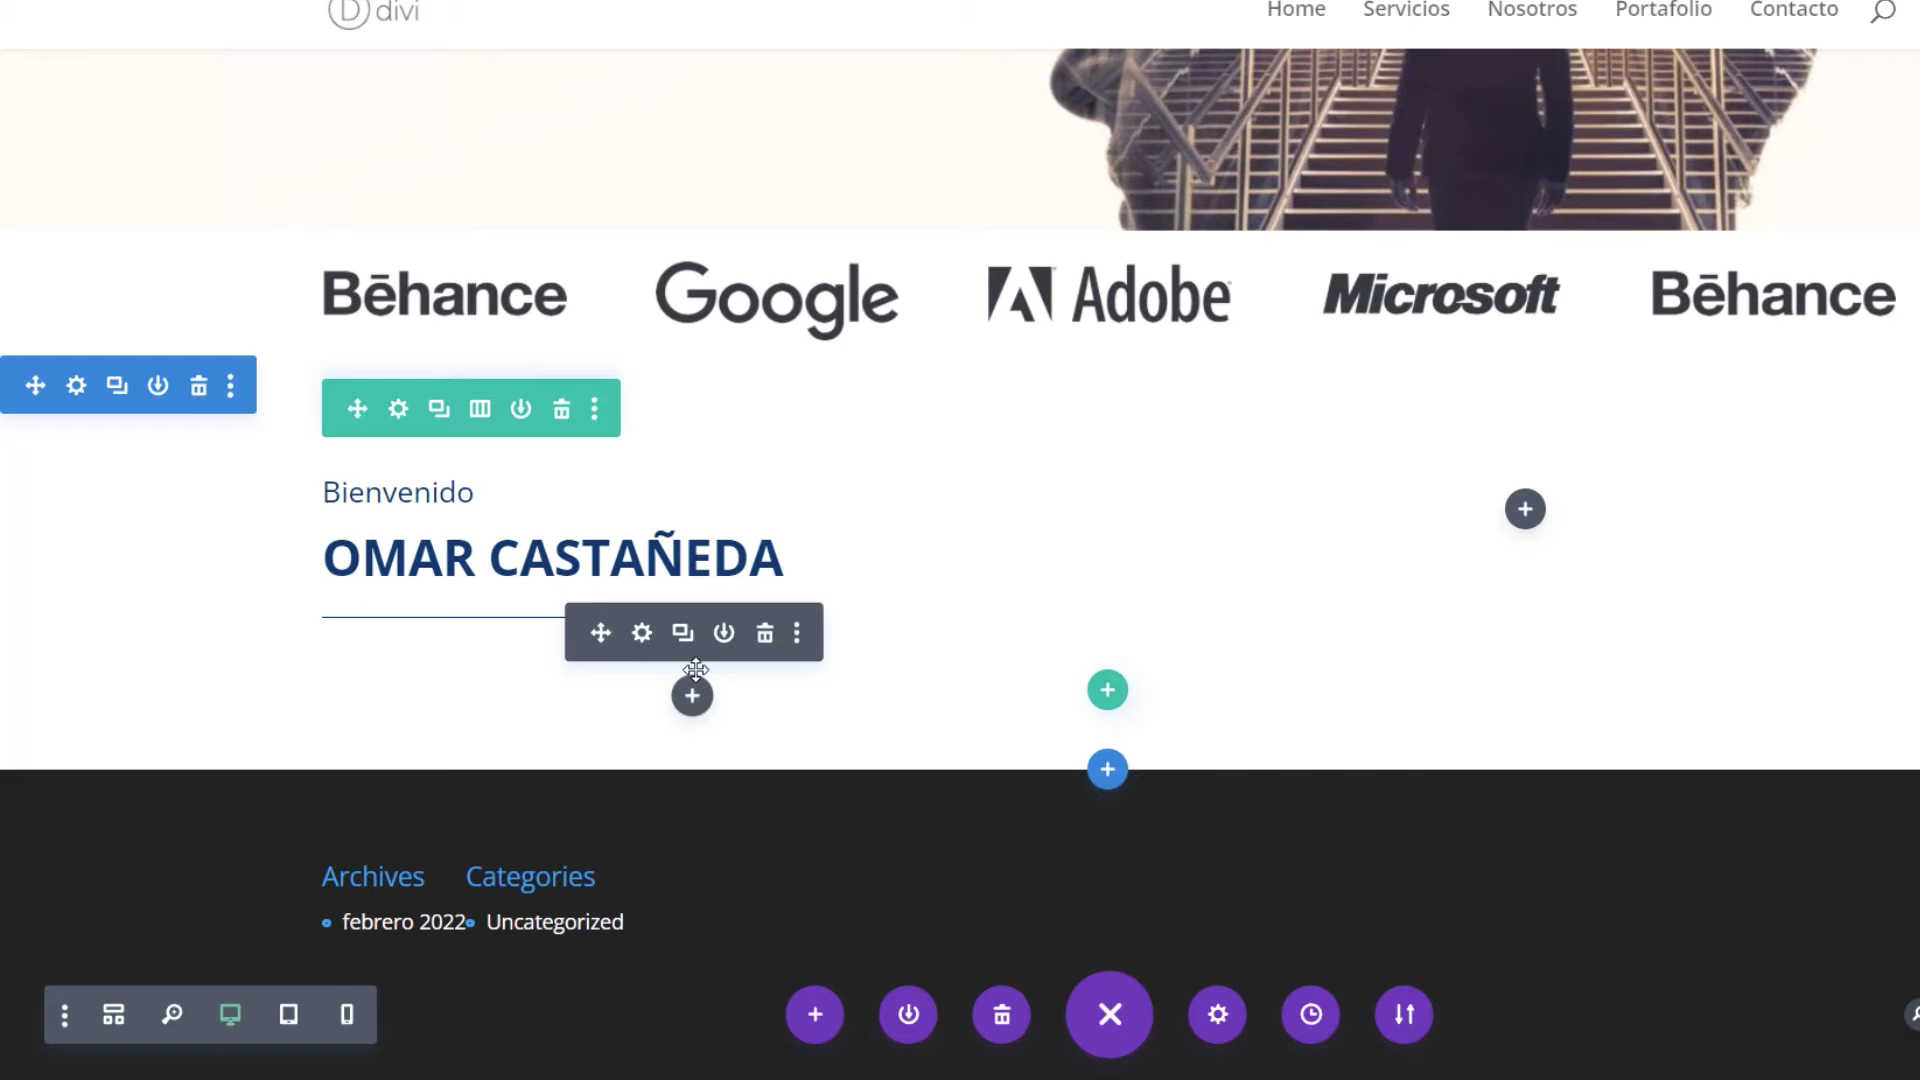 divi
Home Servicios Nosotros Portafolio Contacto
Bēhance Google Adobe Microsoft Bēhance
Bienvenido
OMAR CASTAÑEDA
Archives Categories
febrero 2022 Uncategorized